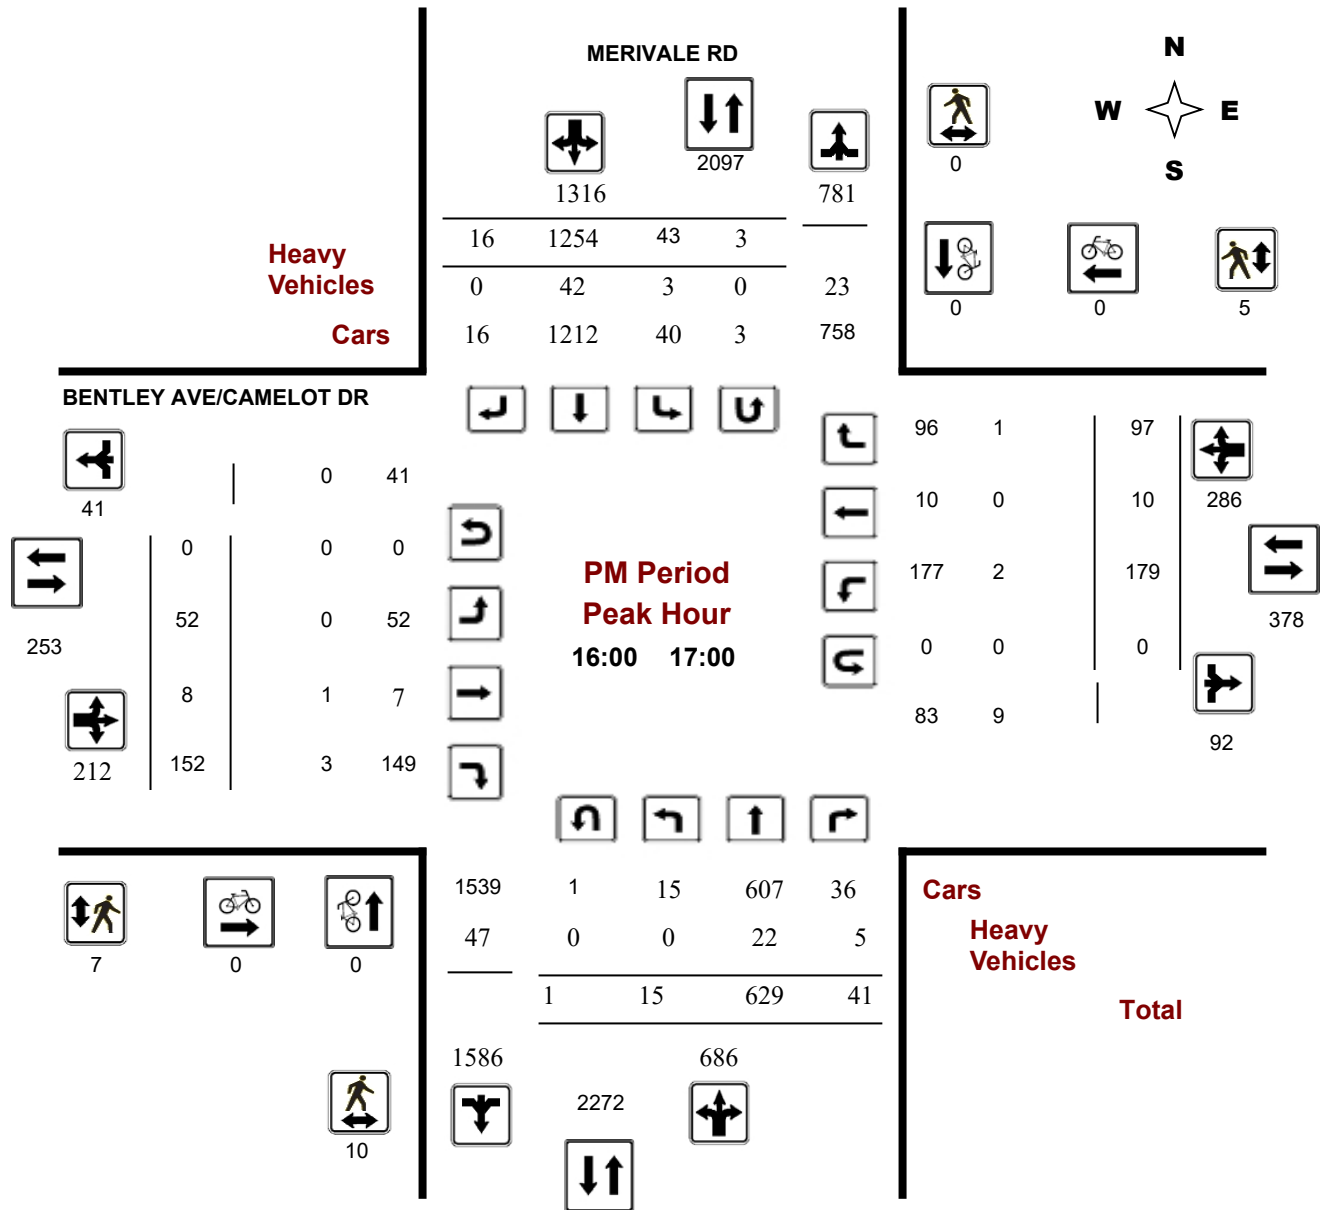 MERIVALE RD
N
W E
S
2097
0
1316 781
16 1254 43 3
Heavy
Vehicles
0 42 3 0 23
0 0 5
Cars
16 1212 40 3 758
BENTLEY AVE/CAMELOT DR
96 1 97
0 41
41
10 0 10 286
0 0 0
PM Period
177 2 179
Peak Hour
52 0 52
378
253
16:00 17:00
0 0 0
8 1 7
83 9
92
212 152 3 149
1539 1 15 607 36
Cars
47 0 0 22 5
Heavy
Vehicles
7 0 0
1 15 629 41
Total
1586 686
2272
10